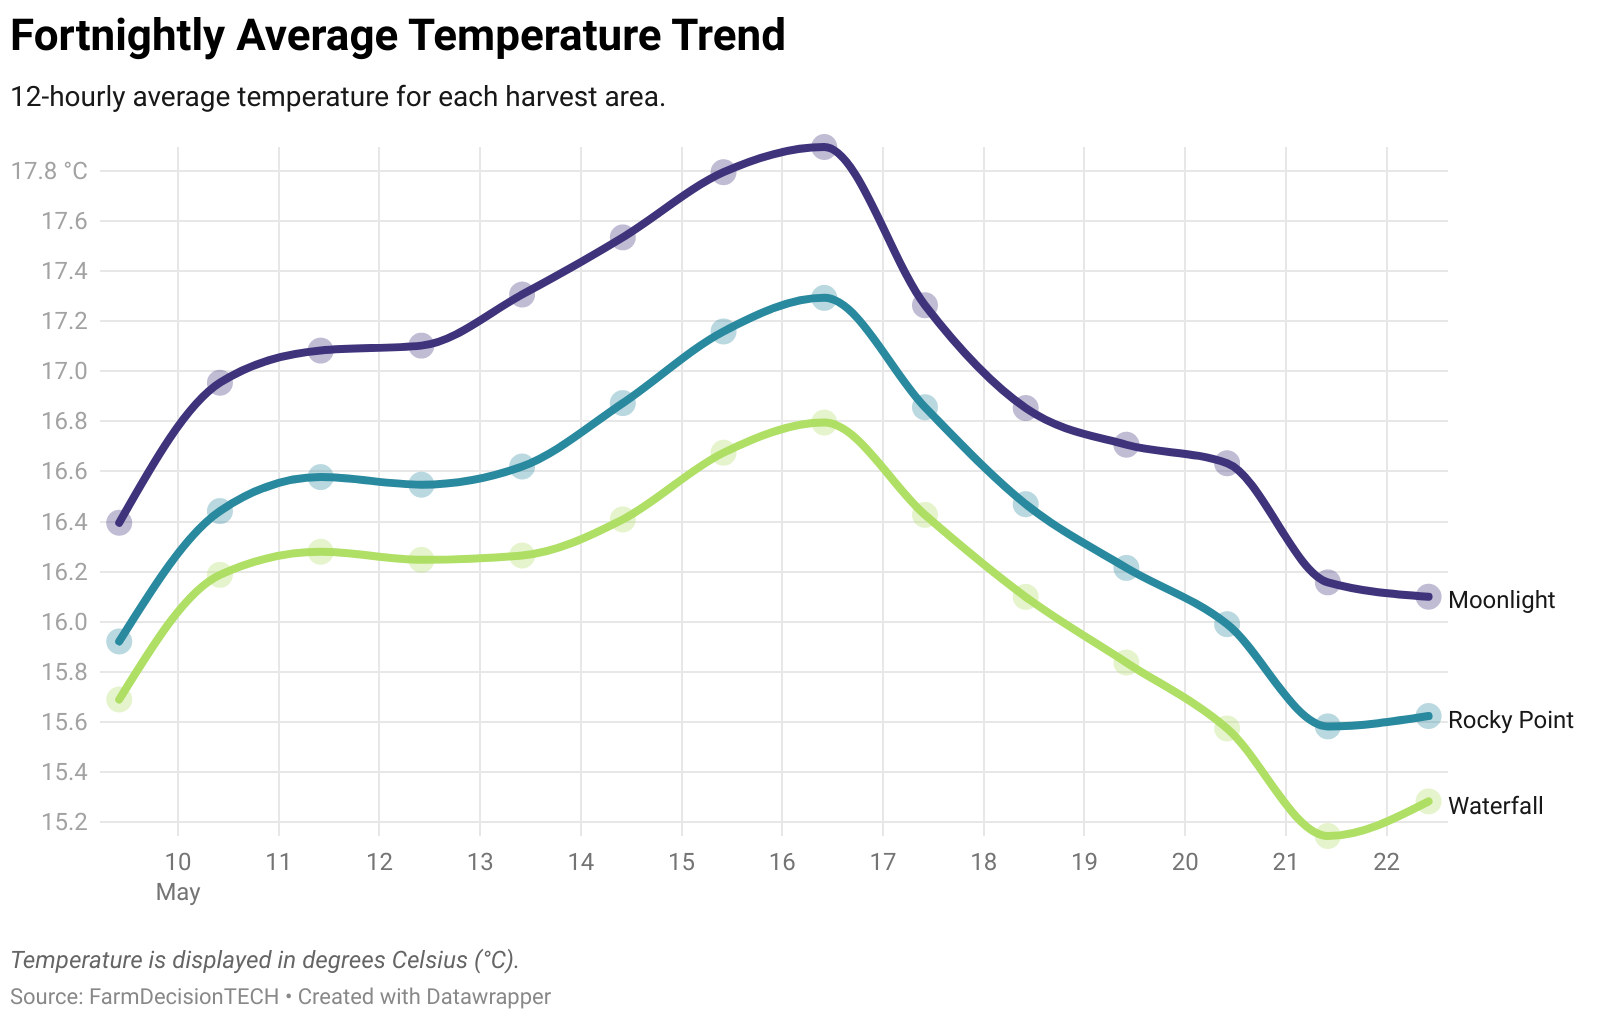 Fortnightly Average Temperature Trend
12-hourly average temperature for each harvest area.
17.8 °C
17.6
17.4
17.2
17.0
16.8
16.6
16.4
16.2
16.0
15.8
15.6
15.4
15.2
Moonlight
Rocky Point
Waterfall
10 11 12 13 14 15 16 17 18 19 20 21 22
May
Temperature is displayed in degrees Celsius (°C).
Source: FarmDecisionTECH • Created with Datawrapper